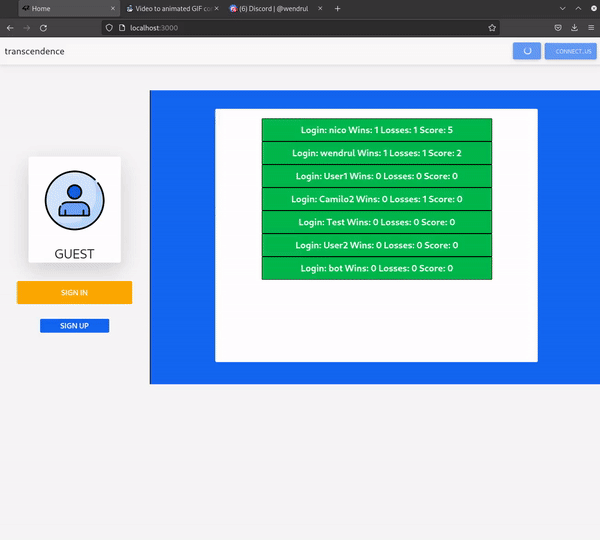 Home
Video to animated GIF co
(6) Discord | @wendrul
localhost:3000
transcendence
CONNECT.US
Login: nico Wins: 1 Losses: 1 Score: 5
Login: wendrul Wins: 1 Losses: 1 Score: 2
Login: User1 Wins: 0 Losses: 0 Score: 0
Login: Camilo2 Wins: 0 Losses: 1 Score: 0
Login: Test Wins: 0 Losses: 0 Score: 0
Login: User2 Wins: 0 Losses: 0 Score: 0
Login: bot Wins: 0 Losses: 0 Score: 0
GUEST
SIGN IN
SIGN UP